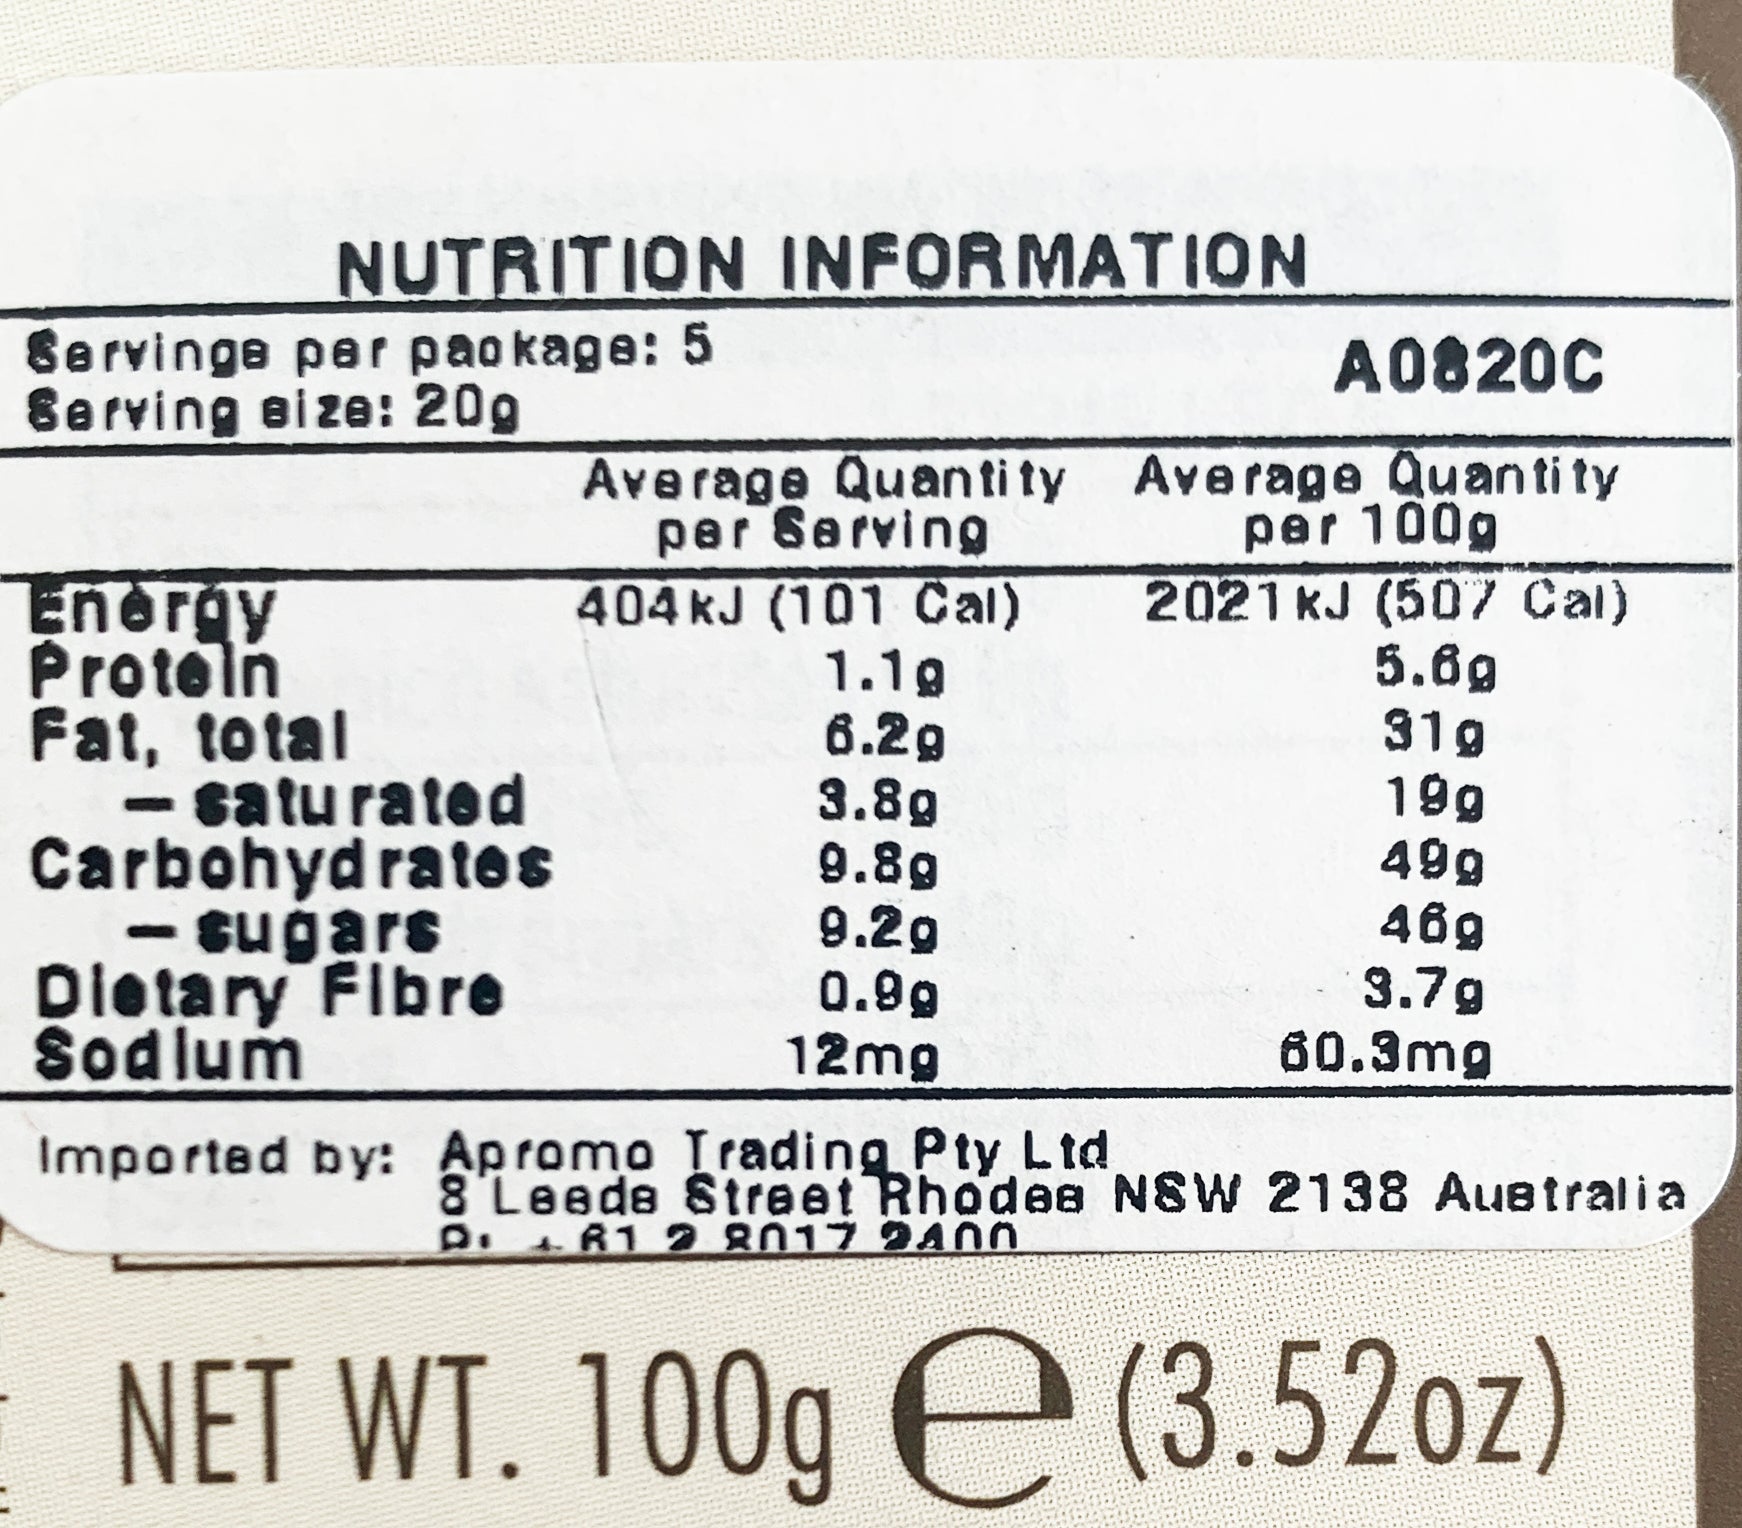 NUTRITION INFORMATION
Servings per package: 5
A0820C
Serving size: 20g
Average Quantity Average Quantity
per Serving per 100g
Energy 404kJ (101 Cal) 2021kJ (507 Cal)
Protein 1.1g 5.6g
Fat, total 6.2g 31g
– saturated 3.8g 19g
Carbohydrates 9.8g 49g
– sugars 9.2g 46g
Dietary Fibre 0.9g 3.7g
Sodium 12mg 60.3mg
Imported by: Apromo Trading Pty Ltd
8 Leeds Street Rhodes NSW 2138 Australia
+61 2 8017
NET WT. 100g e (3.52oz)